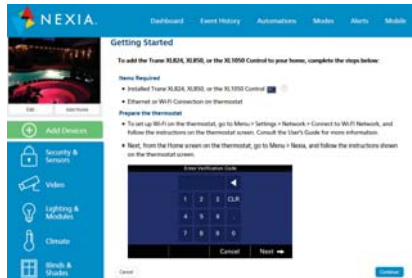 NEXIA.
Dashboard Event History Automations Modes Alerts Mobile
Getting Started
To add the Trane XL824, XL850, or the XL1050 Control to your home, complete the steps below:
Items Required
• Installed Trane XL824, XL850, or the XL1050 Control
• Ethernet or Wi-Fi Connection on thermostat
Prepare the thermostat
• To set up Wi-Fi on the thermostat, go to Menu > Settings > Network > Connect to Wi-Fi Network, and
follow the instructions on the thermostat screen. Consult the User's Guide for more information.
• Next, from the Home screen on the thermostat, go to Menu > Nexia, and follow the instructions shown
on the thermostat screen.
Edit
Add Devices
Security &
Sensors
Video
Lighting &
Modules
Climate
Blinds &
Shades
Enter Verification Code
1 2 3 CLR
4 5 6 .
7 8 9 0
Cancel Next
Cancel
Continue